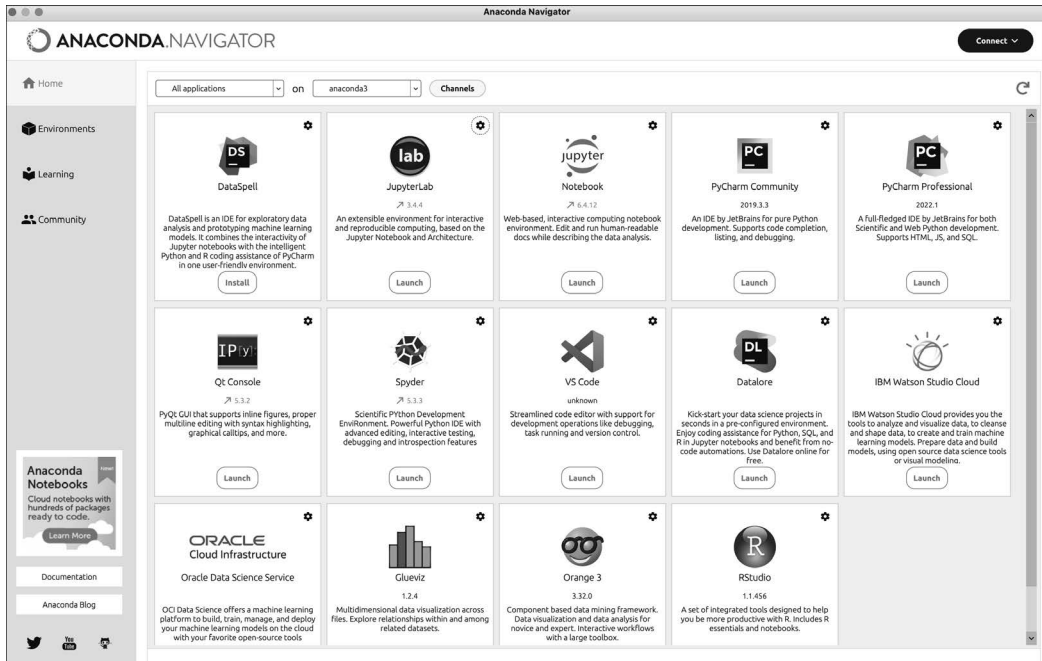 Anaconda Navigator
ANACONDA.NAVIGATOR
Connect
Home
Environments
Learning
Community
Anaconda
Notebooks
Cloud notebooks with
hundreds of packages
ready to code.
Learn More
Documentation
Anaconda Blog
You
Tube
All applications
on
anaconda3
Channels
DS
DataSpell
DataSpell is an IDE for exploratory data
analysis and prototyping machine learning
models. It combines the interactivity of
Jupyter notebooks with the intelligent
Python and R coding assistance of PyCharm
in one user-friendly environment.
Install
lab
JupyterLab
3.4.4
An extensible environment for interactive
and reproducible computing, based on the
Jupyter Notebook and Architecture.
Launch
jupyter
Notebook
6.4.12
Web-based, interactive computing notebook
environment. Edit and run human-readable
docs while describing the data analysis.
Launch
PC
PyCharm Community
2019.3.3
An IDE by JetBrains for pure Python
development. Supports code completion,
listing, and debugging.
Launch
PC
PyCharm Professional
2022.1
A full-fledged IDE by JetBrains for both
Scientific and Web Python development.
Supports HTML, JS, and SQL.
Launch
IP[y]:
Qt Console
5.3.2
PyQt GUI that supports inline figures, proper
multiline editing with syntax highlighting,
graphical calltips, and more.
Launch
Spyder
5.3.3
Scientific PYthon Development
EnviRonment. Powerful Python IDE with
advanced editing, interactive testing,
debugging and introspection features
Launch
VS Code
unknown
Streamlined code editor with support for
development operations like debugging,
task running and version control.
Launch
DL
Datalore
Kick-start your data science projects in
seconds in a pre-configured environment.
Enjoy coding assistance for Python, SQL, and
R in Jupyter notebooks and benefit from no-
code automations. Use Datalore online for
free.
Launch
IBM Watson Studio Cloud
IBM Watson Studio Cloud provides you the
tools to analyze and visualize data, to cleanse
and shape data, to create and train machine
learning models. Prepare data and build
models, using open source data science tools
or visual modeling.
Launch
ORACLE
Cloud Infrastructure
Oracle Data Science Service
OCI Data Science offers a machine learning
platform to build, train, manage, and deploy
your machine learning models on the cloud
with your favorite open-source tools
Glueviz
1.2.4
Multidimensional data visualization across
files. Explore relationships within and among
related datasets.
Orange 3
3.32.0
Component based data mining framework.
Data visualization and data analysis for
novice and expert. Interactive workflows
with a large toolbox.
R
RStudio
1.1.456
A set of integrated tools designed to help
you be more productive with R. Includes R
essentials and notebooks.